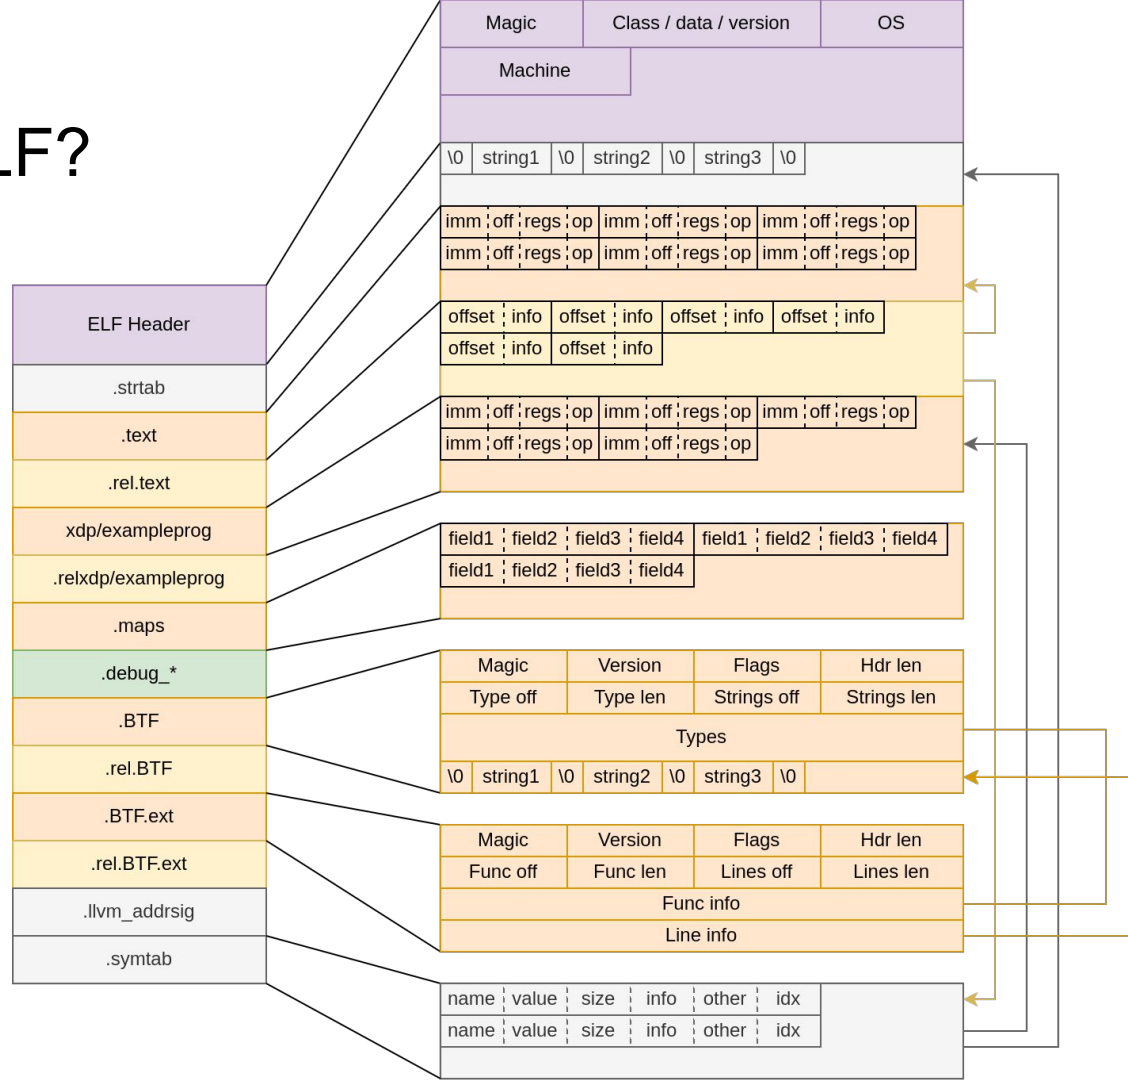 LF?
ELF Header
.strtab
.text
.rel.text
xdp/exampleprog
.relxdp/exampleprog
.maps
.debug_*
.BTF
.rel.BTF
.BTF.ext
.rel.BTF.ext
.llvm_addrsig
.symtab
Magic Class / data / version OS
Machine
\0 string1 \0 string2 \0 string3 \0
imm off regs op imm off regs op imm off regs op
imm off regs op imm off regs op imm off regs op
offset info offset info offset info offset info
offset info offset info
imm off regs op imm off regs op imm off regs op
imm off regs op imm off regs op
field1 field2 field3 field4 field1 field2 field3 field4
field1 field2 field3 field4
Magic Version Flags Hdr len
Type off Type len Strings off Strings len
Types
\0 string1 \0 string2 \0 string3 \0
Magic Version Flags Hdr len
Func off Func len Lines off Lines len
Func info
Line info
name value size info other idx
name value size info other idx